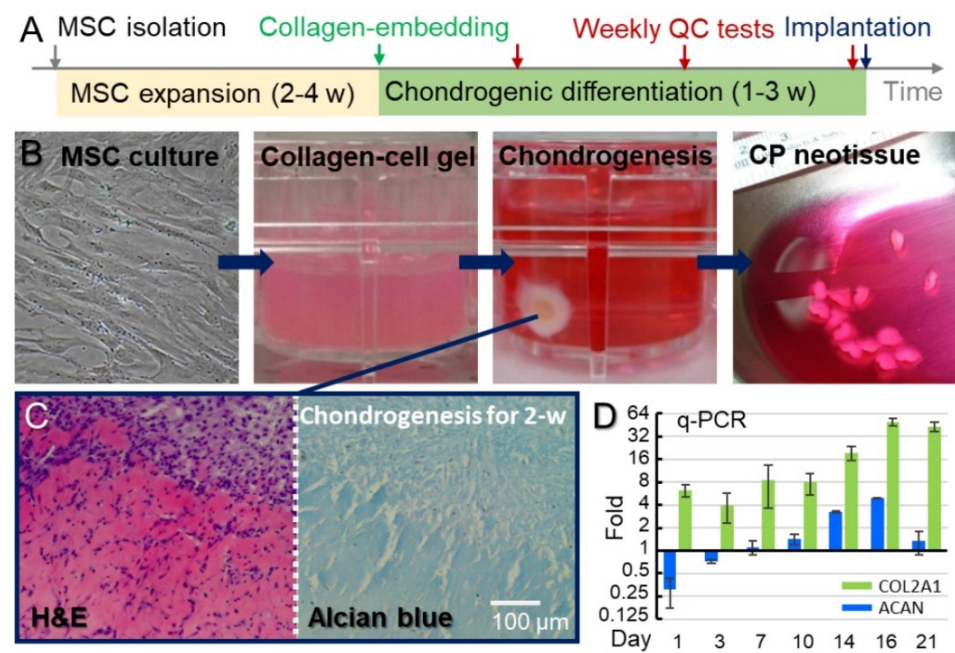 A
MSC isolation
Collagen-embedding
Weekly QC tests
Implantation
MSC expansion (2-4 w)
Chondrogenic differentiation (1-3 w)
Time
B
MSC culture
Collagen-cell gel
Chondrogenesis
CP neotissue
C
Chondrogenesis for 2-w
H&E
Alcian blue
100 µm
D
q-PCR
Fold
64
32
16
8
4
2
1
0.5
0.25
0.125
COL2A1
ACAN
Day
1 3 7 10 14 16 21